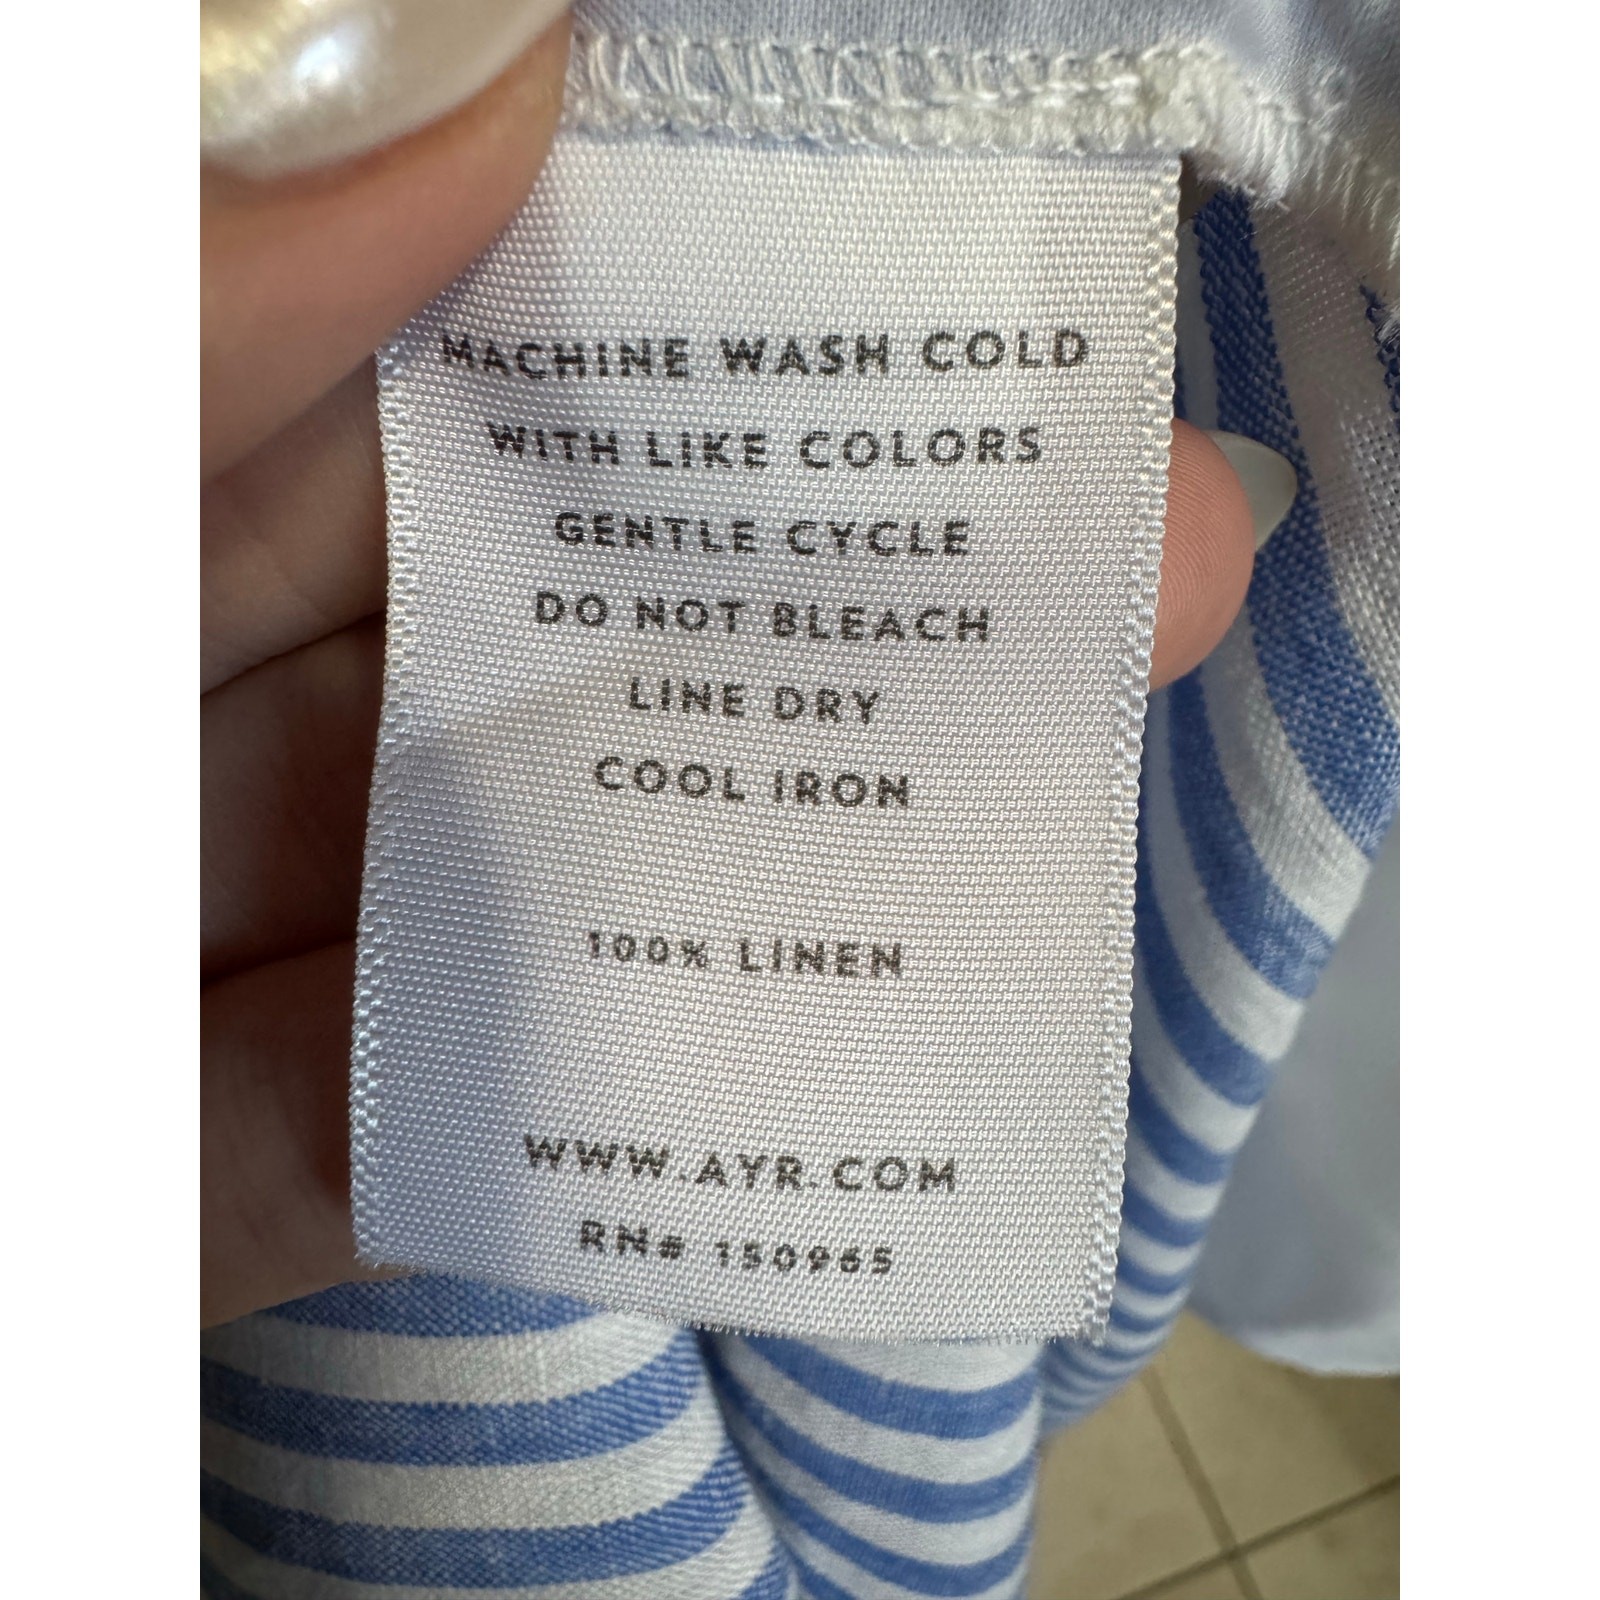 MACHINE WASH COLD
WITH LIKE COLORS
GENTLE CYCLE
DO NOT BLEACH
LINE DRY
COOL IRON
100% LINEN
WWW.AYR.COM
RN# 150965